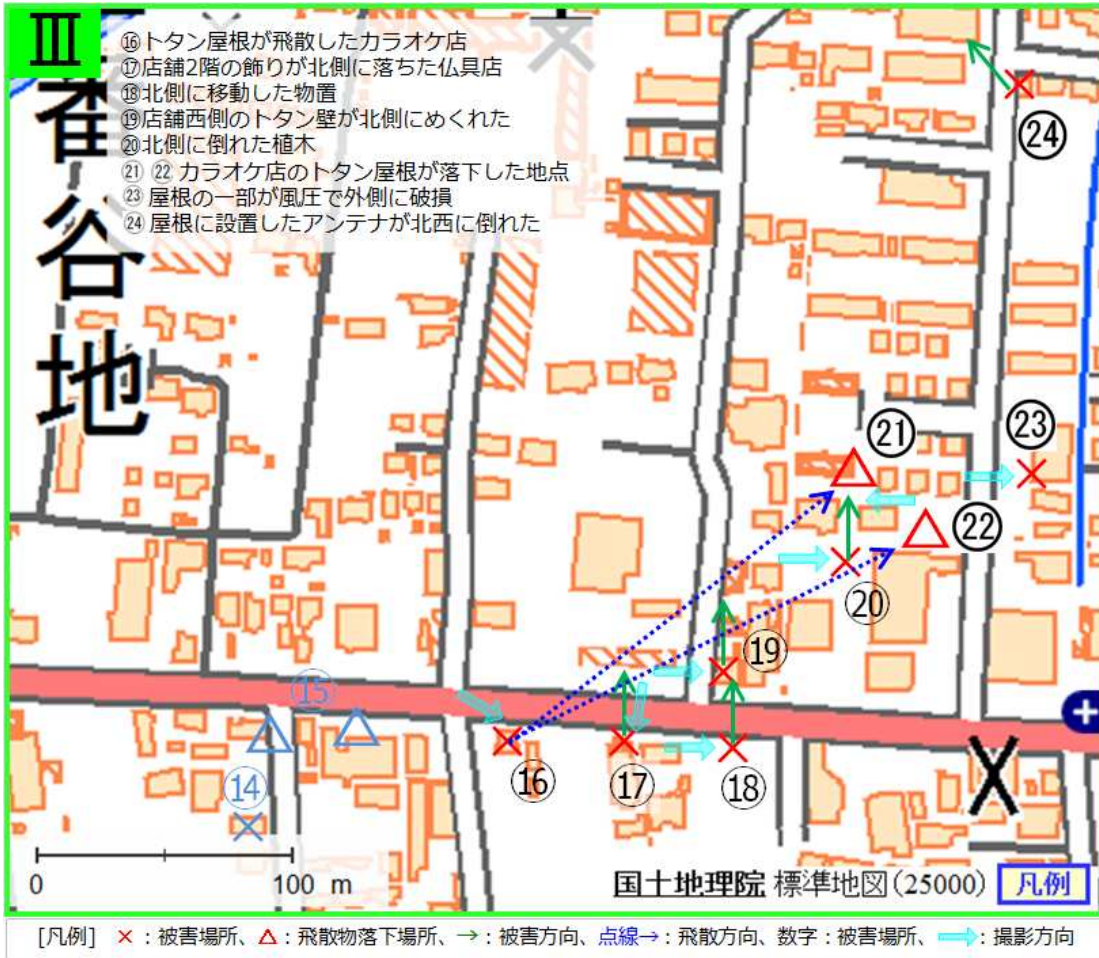 Ⅲ
⑯トタン屋根が飛散したカラオケ店
⑰店舗2階の飾りが北側に落ちた仏具店
⑱北側に移動した物置
⑲店舗西側のトタン壁が北側にめくれた
⑳北側に倒れた植木
㉑ ㉒ カラオケ店のトタン屋根が落下した地点
㉓ 屋根の一部が風圧で外側に破損
㉔ 屋根に設置したアンテナが北西に倒れた
谷
地
㉔
㉑
㉓
㉒
⑳
⑲
⑮
⑭
⑯
⑰
⑱
0
100 m
国土地理院 標準地図(25000)
凡例
[凡例] ×：被害場所、△：飛散物落下場所、→：被害方向、点線→：飛散方向、数字：被害場所、⇒：撮影方向